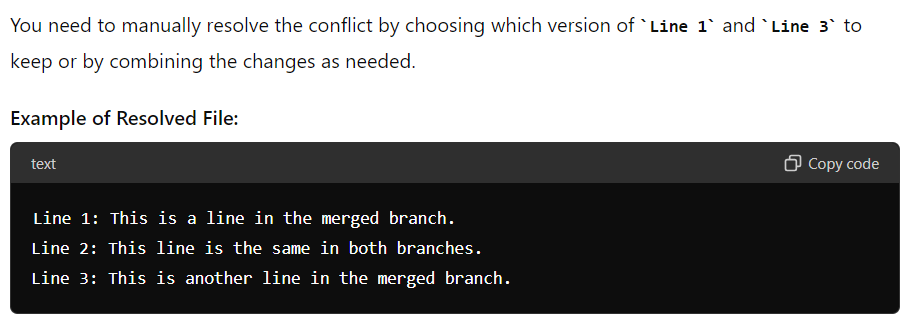 You need to manually resolve the conflict by choosing which version of `Line 1` and `Line 3` to
keep or by combining the changes as needed.
Example of Resolved File:
text
Copy code
Line 1: This is a line in the merged branch.
Line 2: This line is the same in both branches.
Line 3: This is another line in the merged branch.